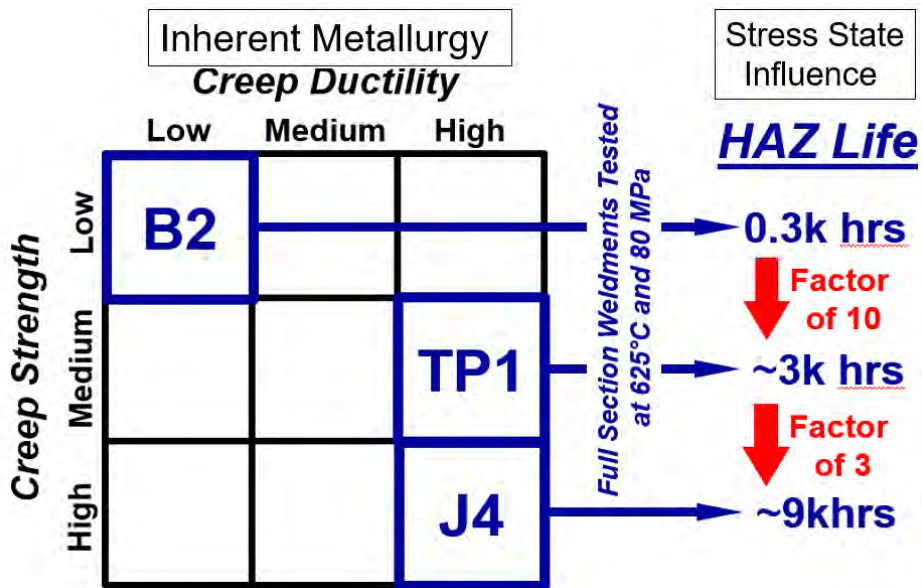 Inherent Metallurgy
Creep Ductility
Low Medium High
Creep Strength
Low
Medium
High
B2
TP1
J4
Full Section Weldments Tested
at 625°C and 80 MPa
Stress State
Influence
HAZ Life
0.3k hrs
Factor
of 10
~3k hrs
Factor
of 3
~9khrs